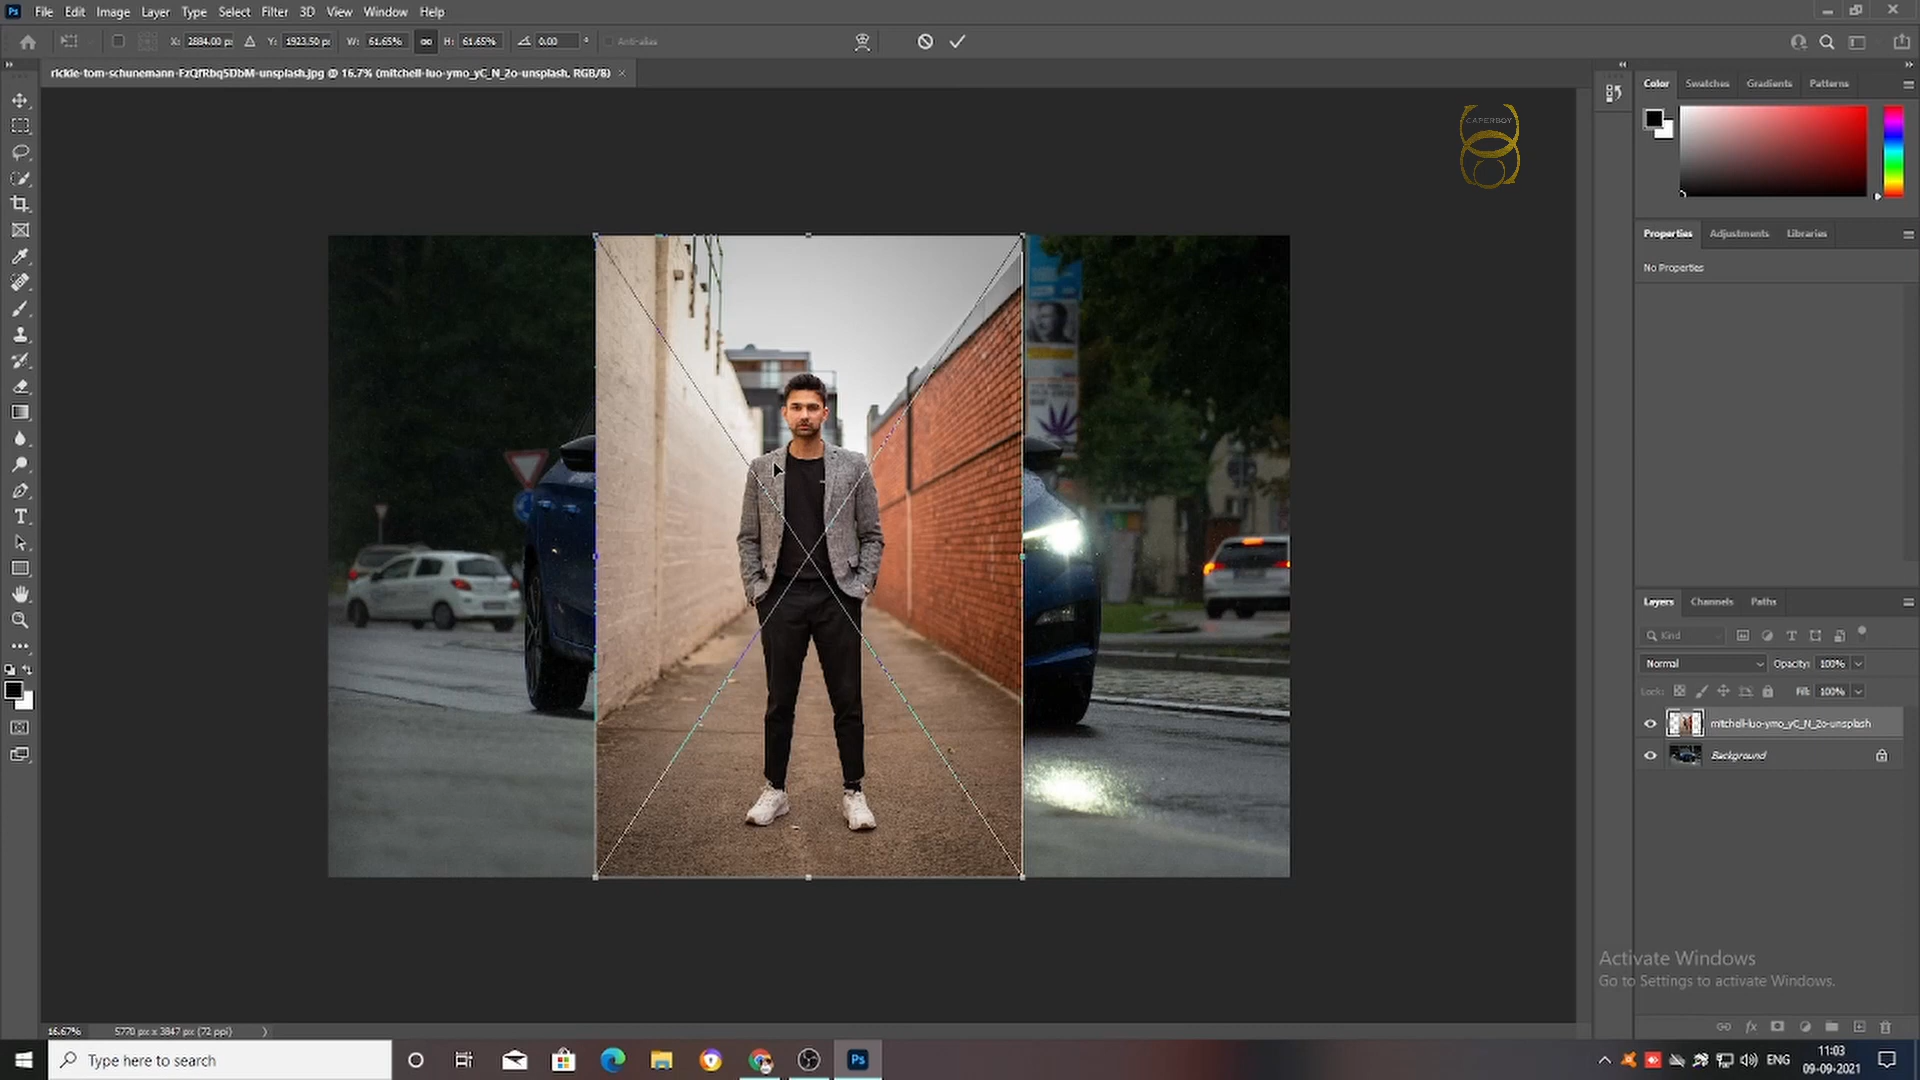 Ps File Edit Image Layer Type Select Filter 3D View Window Help
X: 2884.00 px Y: 1923.50 px W: 61.65% H: 61.65% 0.00 ° Anti-alias
rickie-tom-schunemann-FzQfRbq5DbM-unsplash.jpg @ 16.7% (mitchell-luo-ymo_yC_N_2o-unsplash, RGB/8) ×
Color Swatches Gradients Patterns
CAPERBOY
Properties Adjustments Libraries
No Properties
Layers Channels Paths
Kind
Normal Opacity: 100%
Lock: Fill: 100%
mitchell-luo-ymo_yC_N_2o-unsplash
Background
Activate Windows
Go to Settings to activate Windows.
16.67% 5770 px x 3847 px (72 ppi)
Type here to search
Ps
ENG
11:03
09-09-2021